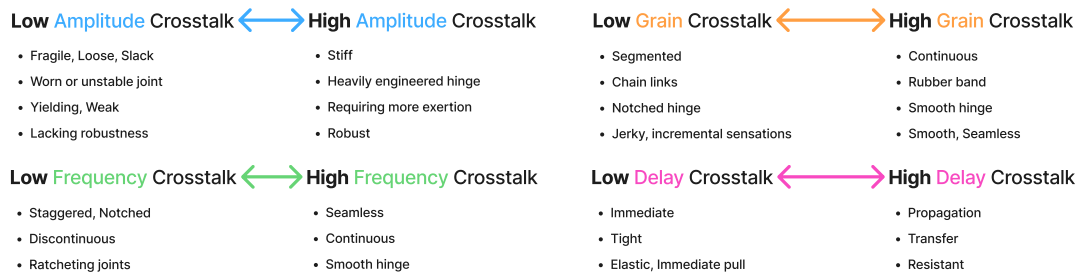 Low Amplitude Crosstalk
• Fragile, Loose, Slack
• Worn or unstable joint
• Yielding, Weak
• Lacking robustness
High Amplitude Crosstalk
• Stiff
• Heavily engineered hinge
• Requiring more exertion
• Robust
Low Grain Crosstalk
• Segmented
• Chain links
• Notched hinge
• Jerky, incremental sensations
High Grain Crosstalk
• Continuous
• Rubber band
• Smooth hinge
• Smooth, Seamless
Low Frequency Crosstalk
• Staggered, Notched
• Discontinuous
• Ratcheting joints
High Frequency Crosstalk
• Seamless
• Continuous
• Smooth hinge
Low Delay Crosstalk
• Immediate
• Tight
• Elastic, Immediate pull
High Delay Crosstalk
• Propagation
• Transfer
• Resistant